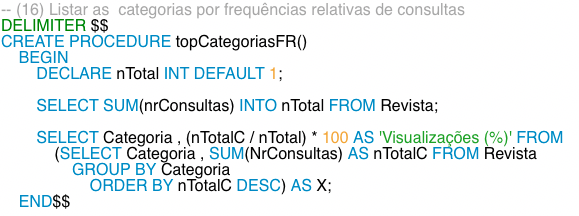 -- (16) Listar as  categorias por frequências relativas de consultas
DELIMITER $$
CREATE PROCEDURE topCategoriasFR()
BEGIN
DECLARE nTotal INT DEFAULT 1;
SELECT SUM(nrConsultas) INTO nTotal FROM Revista;
SELECT Categoria , (nTotalC / nTotal) * 100 AS 'Visualizações (%)' FROM
(SELECT Categoria , SUM(NrConsultas) AS nTotalC FROM Revista
GROUP BY Categoria
ORDER BY nTotalC DESC) AS X;
END$$